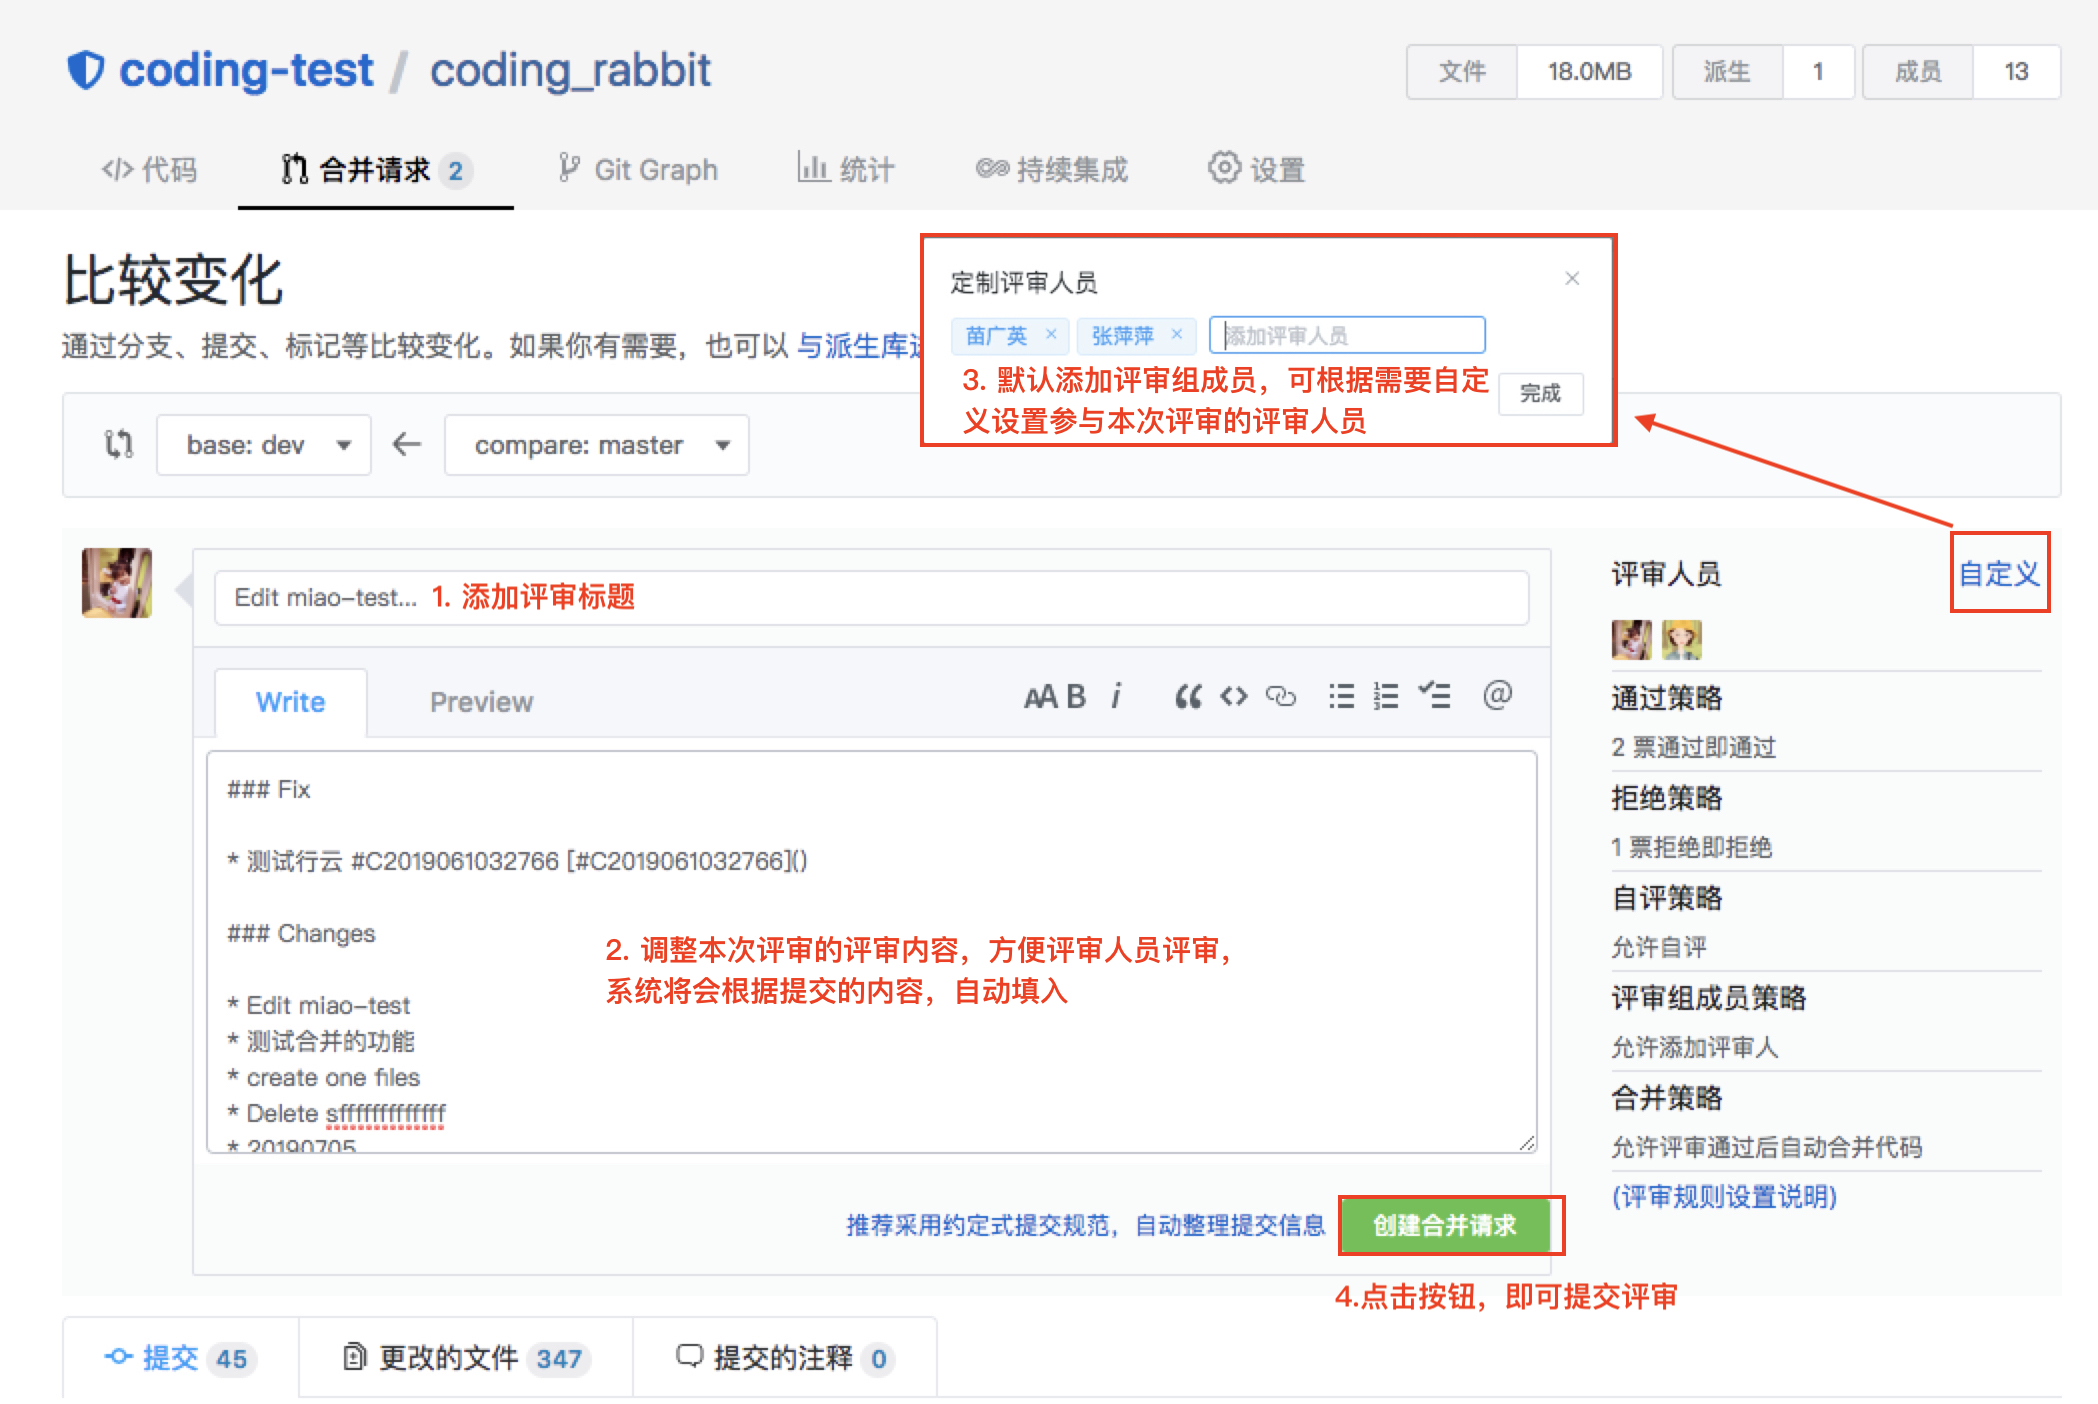 coding-test / coding_rabbit
文件 18.0MB 派生 1 成员 13
代码 合并请求 2 Git Graph 统计 持续集成 设置
比较变化
通过分支、提交、标记等比较变化。如果你有需要，也可以 与派生库
定制评审人员
苗广英 × 张萍萍 × 添加评审人员
3. 默认添加评审组成员，可根据需要自定
义设置参与本次评审的评审人员
完成
base: dev ← compare: master
Edit miao-test... 1. 添加评审标题
Write Preview AA B i “ <> @
### Fix
* 测试行云 #C2019061032766 [#C2019061032766]()
### Changes
2. 调整本次评审的评审内容，方便评审人员评审，
系统将会根据提交的内容，自动填入
* Edit miao-test
* 测试合并的功能
* create one files
* Delete sfffffffffffff
* 20190705
推荐采用约定式提交规范，自动整理提交信息 创建合并请求
4.点击按钮，即可提交评审
评审人员 自定义
通过策略
2 票通过即通过
拒绝策略
1 票拒绝即拒绝
自评策略
允许自评
评审组成员策略
允许添加评审人
合并策略
允许评审通过后自动合并代码
(评审规则设置说明)
提交 45 更改的文件 347 提交的注释 0